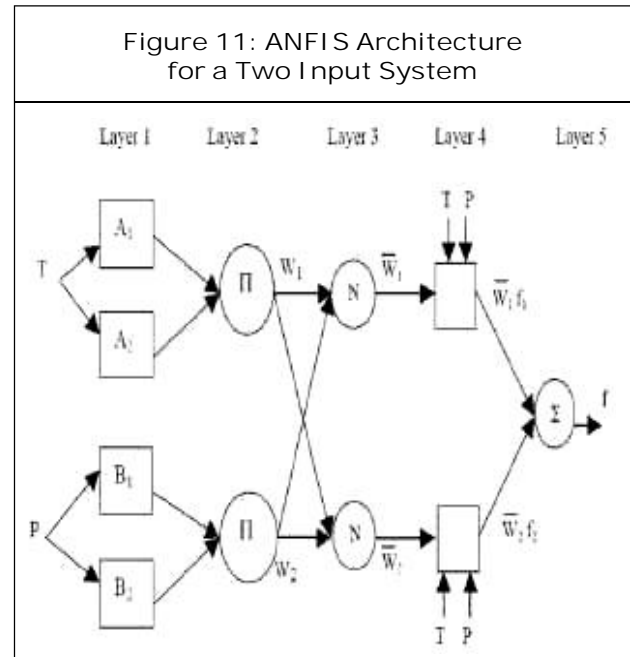 Figure 11: ANFIS Architecture
for a Two Input System
Layer 1 Layer 2 Layer 3 Layer 4 Layer 5
T P
A₁ W₁ W̅₁
T Π N W̅₁ f₁
A₂
Σ f
B₁
P Π N W̅₂ f₂
B₂ W₂ W̅₂
T P